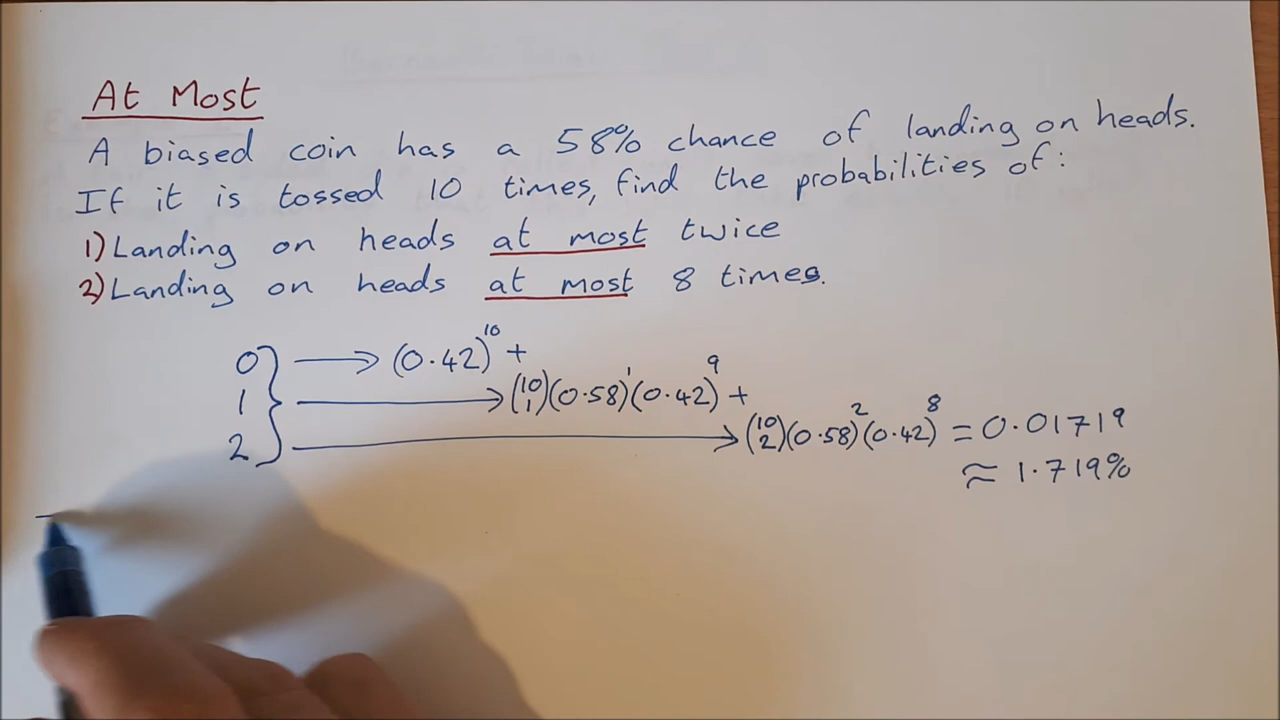 At Most
A biased coin has a 58% chance of landing on heads.
If it is tossed 10 times, find the probabilities of:
1) Landing on heads at most twice
2) Landing on heads at most 8 times.
0 } → (0.42)¹⁰ +
1 } → (10 1)(0.58)¹(0.42)⁹ +
2 } → (10 2)(0.58)²(0.42)⁸ = 0.01719
≈ 1.719%